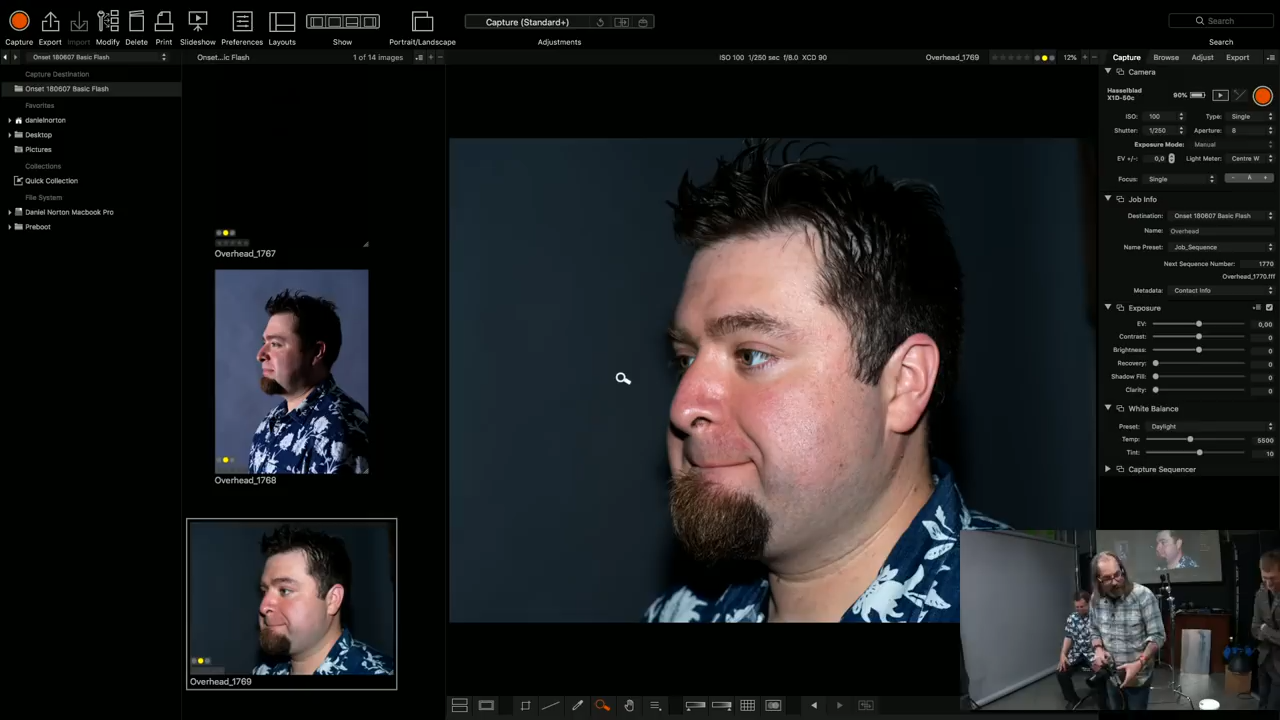 Capture (Standard+)
Search
Capture Export Import Modify Delete Print Slideshow Preferences Layouts Show Portrait/Landscape Adjustments Search
Onset 180607 Basic Flash
Onset...ic Flash 1 of 14 images
ISO 100 1/250 sec f/8.0 XCD 90
Overhead_1769
12%
Capture Browse Adjust Export
Capture Destination
Onset 180607 Basic Flash
Favorites
danielnorton
Desktop
Pictures
Collections
Quick Collection
File System
Daniel Norton Macbook Pro
Preboot
Overhead_1767
Overhead_1768
Overhead_1769
Camera
Hasselblad
X1D-50c
90%
ISO: 100 Type: Single
Shutter: 1/250 Aperture: 8
Exposure Mode: Manual
EV +/-: 0,0 Light Meter: Centre W
Focus: Single - A +
Job Info
Destination: Onset 180607 Basic Flash
Name: Overhead
Name Preset: Job_Sequence
Next Sequence Number: 1770
Overhead_1770.fff
Metadata: Contact Info
Exposure
EV: 0,00
Contrast: 0
Brightness: 0
Recovery: 0
Shadow Fill: 0
Clarity: 0
White Balance
Preset: Daylight
Temp: 5500
Tint: 10
Capture Sequencer